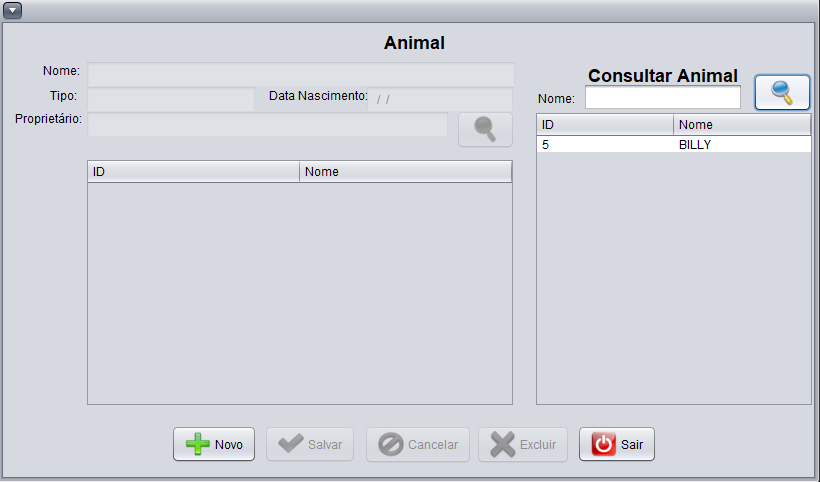 Animal
Nome:
Tipo:
Data Nascimento: / /
Proprietário:
ID Nome
Consultar Animal
Nome:
ID Nome
5 BILLY
Novo Salvar Cancelar Excluir Sair